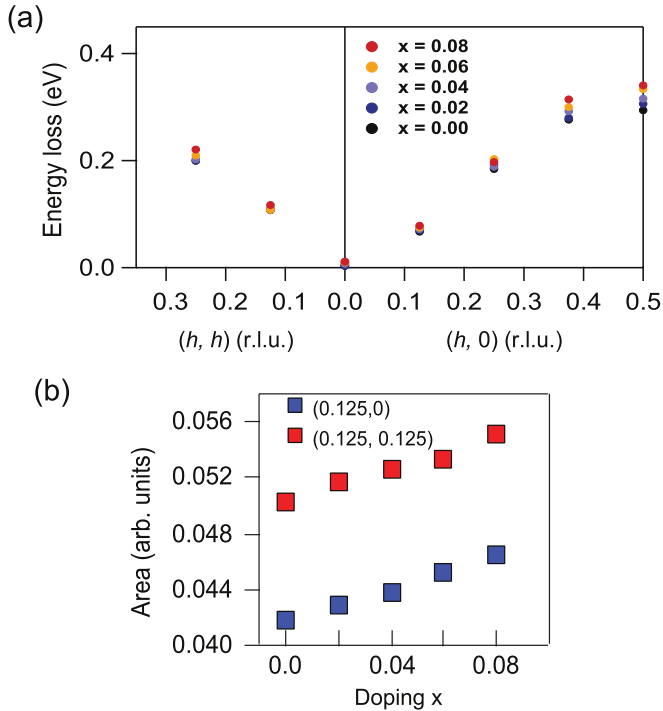 (a)
Energy loss (eV)
0.4
0.2
0.0
x = 0.08
x = 0.06
x = 0.04
x = 0.02
x = 0.00
0.3 0.2 0.1 0.0 0.1 0.2 0.3 0.4 0.5
(h, h) (r.l.u.) (h, 0) (r.l.u.)
(b)
Area (arb. units)
0.056
0.052
0.048
0.044
0.040
(0.125,0)
(0.125, 0.125)
0.0 0.04 0.08
Doping x